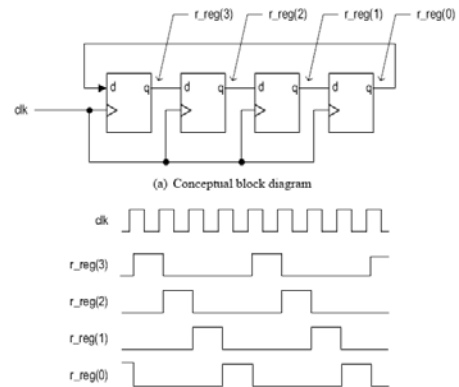 r_reg(3) r_reg(2) r_reg(1) r_reg(0)
d q d q d q d q
clk
(a) Conceptual block diagram
clk
r_reg(3)
r_reg(2)
r_reg(1)
r_reg(0)